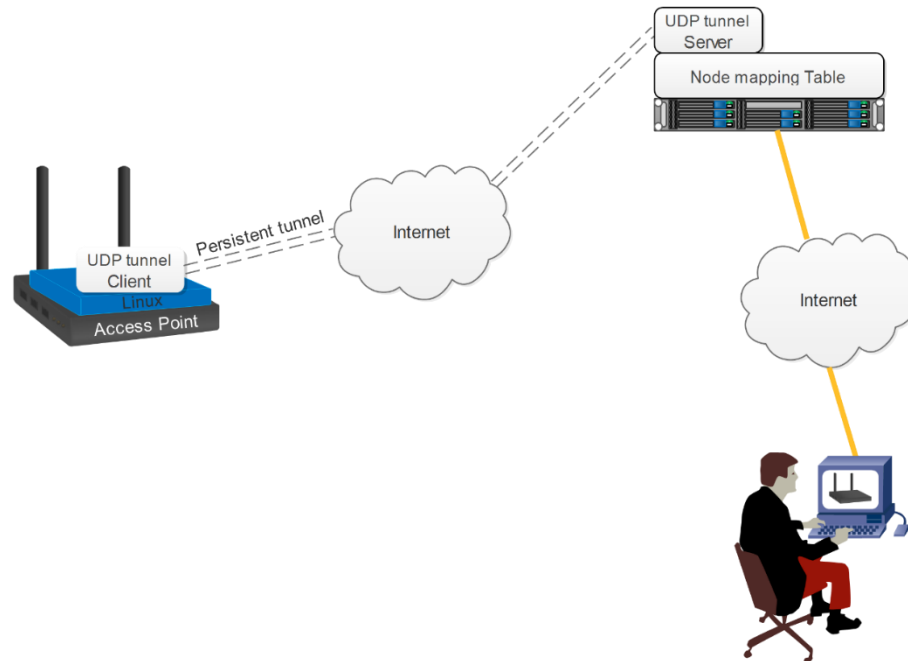 UDP tunnel
Server
Node mapping Table
Internet
Persistent tunnel
UDP tunnel
Client
Linux
Access Point
Internet